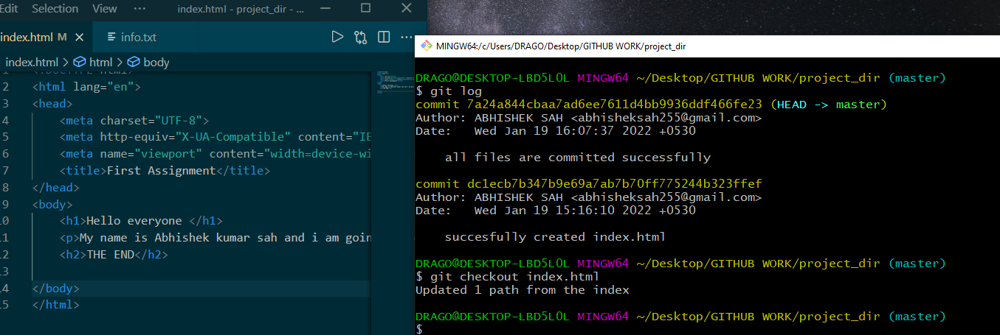 Edit Selection View ··· index.html - project_dir - ...
index.html M info.txt
index.html > html > body
2 <html lang="en">
3 <head>
4 <meta charset="UTF-8">
5 <meta http-equiv="X-UA-Compatible" content="IE
6 <meta name="viewport" content="width=device-wi
7 <title>First Assignment</title>
8 </head>
9 <body>
10 <h1>Hello everyone </h1>
11 <p>My name is Abhishek kumar sah and i am goin
12 <h2>THE END</h2>
13
14 </body>
15 </html>
MINGW64:/c/Users/DRAGO/Desktop/GITHUB WORK/project_dir
DRAGO@DESKTOP-LBD5L0L MINGW64 ~/Desktop/GITHUB WORK/project_dir (master)
$ git log
commit 7a24a844cbaa7ad6ee7611d4bb9936ddf466fe23 (HEAD -> master)
Author: ABHISHEK SAH <abhisheksah255@gmail.com>
Date: Wed Jan 19 16:07:37 2022 +0530
all files are committed successfully
commit dc1ecb7b347b9e69a7ab7b70ff775244b323ffef
Author: ABHISHEK SAH <abhisheksah255@gmail.com>
Date: Wed Jan 19 15:16:10 2022 +0530
succesfully created index.html
DRAGO@DESKTOP-LBD5L0L MINGW64 ~/Desktop/GITHUB WORK/project_dir (master)
$ git checkout index.html
Updated 1 path from the index
DRAGO@DESKTOP-LBD5L0L MINGW64 ~/Desktop/GITHUB WORK/project_dir (master)
$